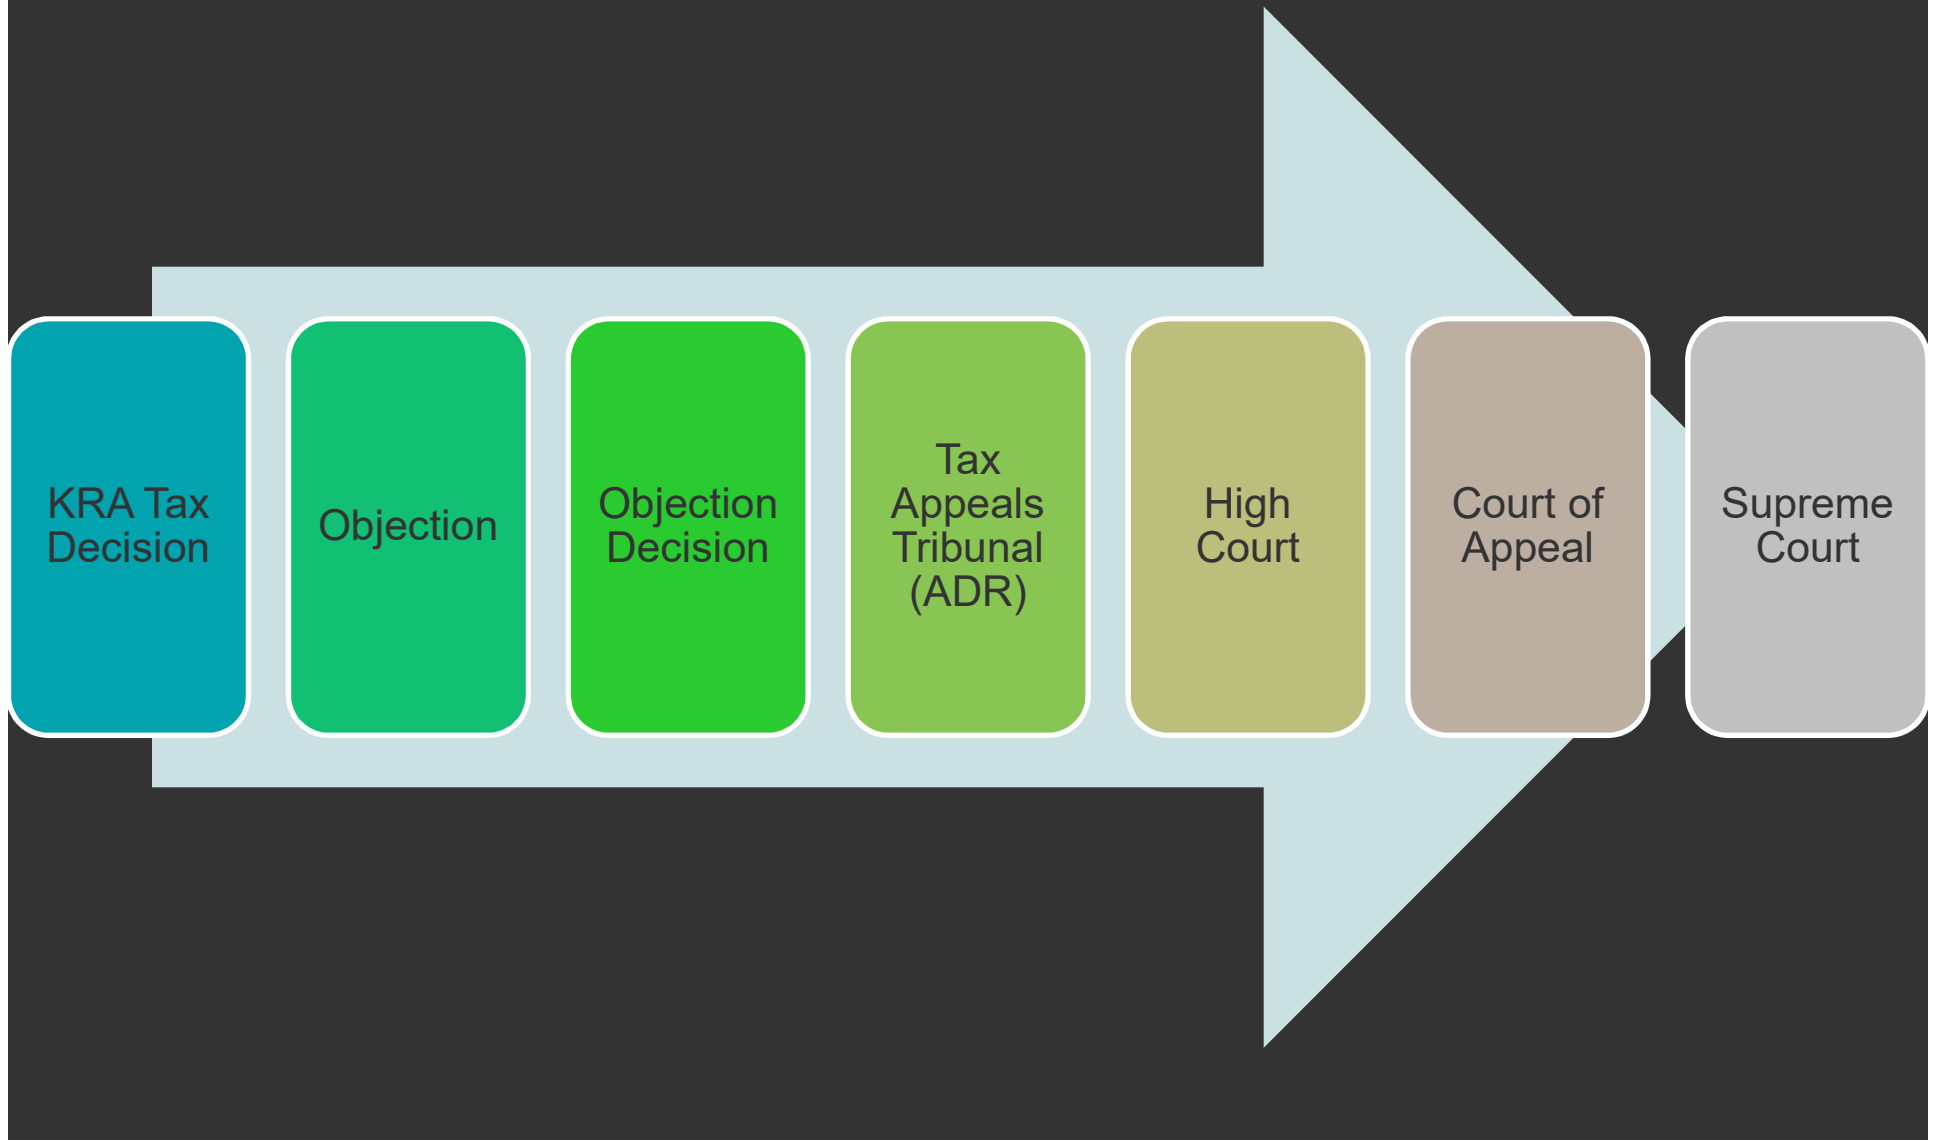 KRA Tax
Decision
Objection
Objection
Decision
Tax
Appeals
Tribunal
(ADR)
High
Court
Court of
Appeal
Supreme
Court